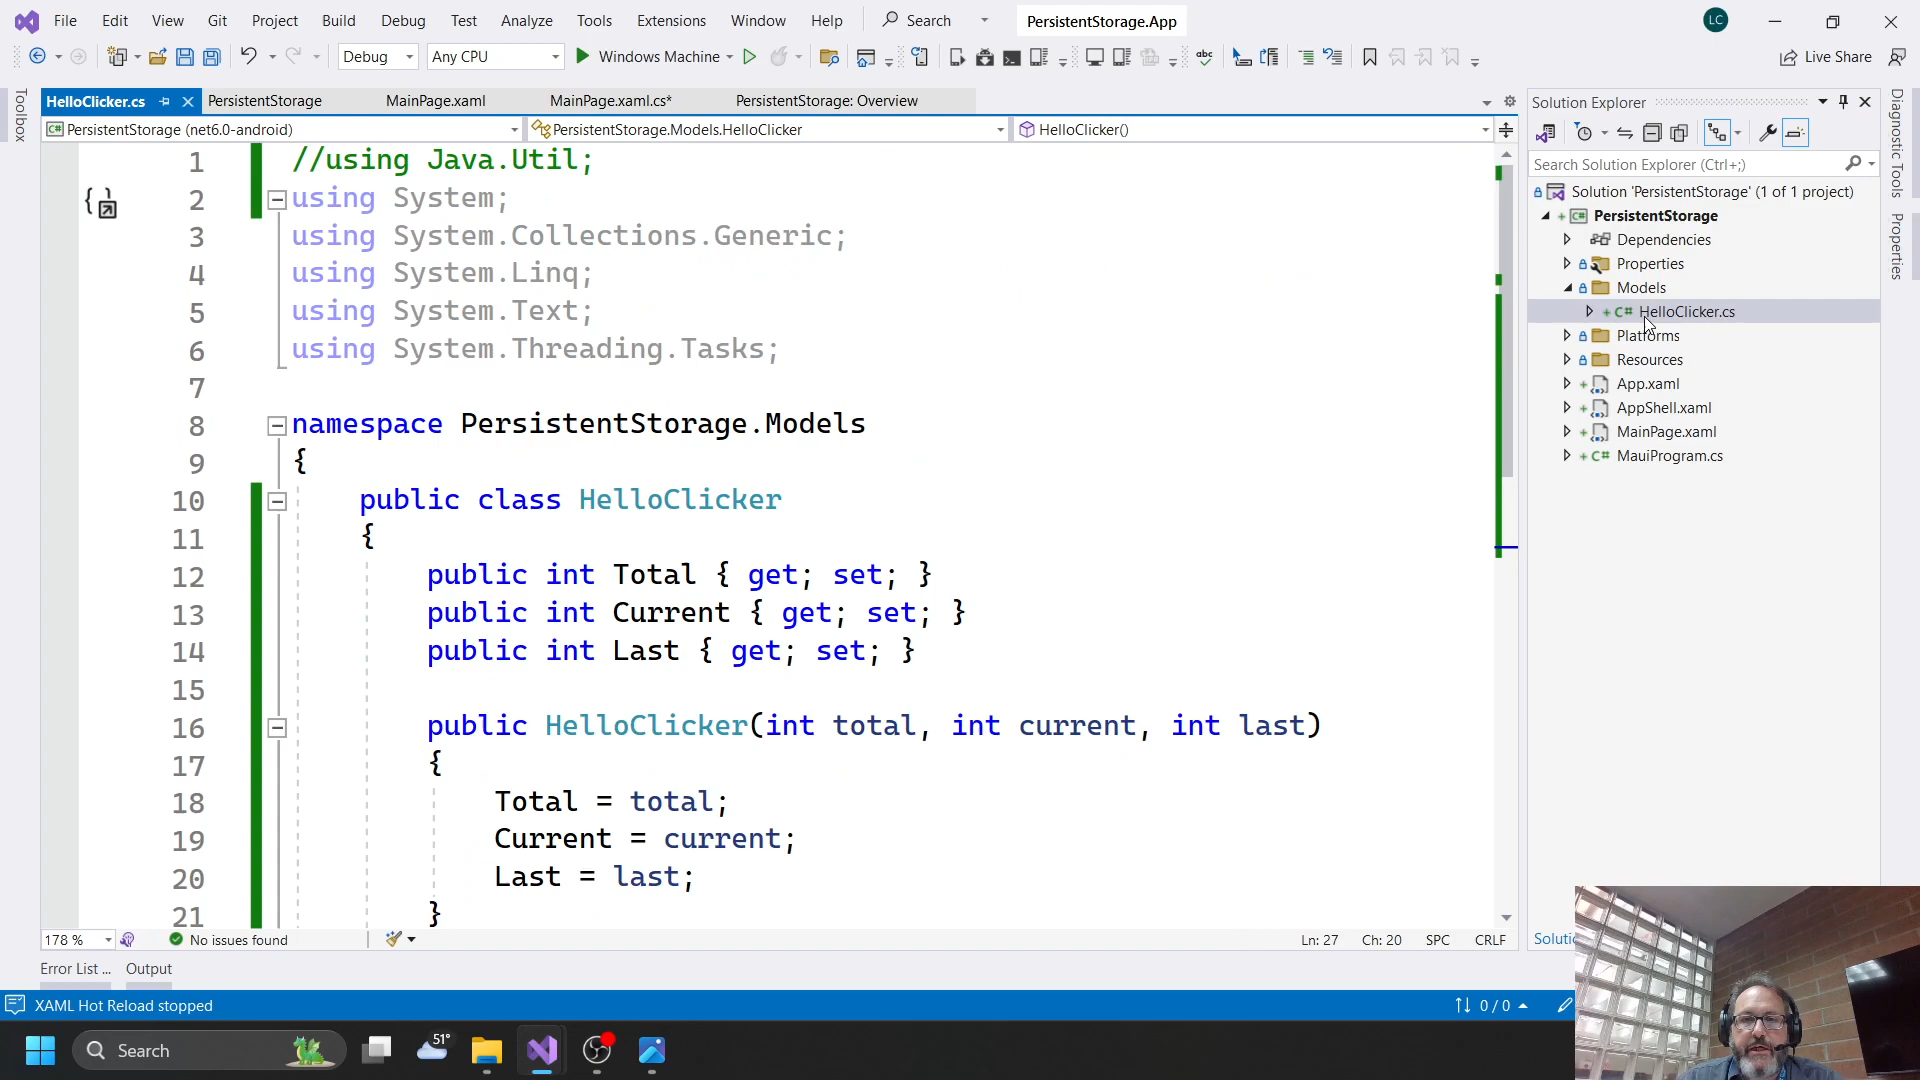 File Edit View Git Project Build Debug Test Analyze Tools Extensions Window Help Search PersistentStorage.App LC
Debug Any CPU Windows Machine abc Live Share
HelloClicker.cs PersistentStorage MainPage.xaml MainPage.xaml.cs* PersistentStorage: Overview
PersistentStorage (net6.0-android) PersistentStorage.Models.HelloClicker HelloClicker()
Toolbox
1 //using Java.Util;
2 using System;
3 using System.Collections.Generic;
4 using System.Linq;
5 using System.Text;
6 using System.Threading.Tasks;
7
8 namespace PersistentStorage.Models
9 {
10 public class HelloClicker
11 {
12 public int Total { get; set; }
13 public int Current { get; set; }
14 public int Last { get; set; }
15
16 public HelloClicker(int total, int current, int last)
17 {
18 Total = total;
19 Current = current;
20 Last = last;
21 }
178 % No issues found Ln: 27 Ch: 20 SPC CRLF
Error List ... Output
XAML Hot Reload stopped 0 / 0
Solution Explorer
Search Solution Explorer (Ctrl+;)
Solution 'PersistentStorage' (1 of 1 project)
PersistentStorage
Dependencies
Properties
Models
C# HelloClicker.cs
Platforms
Resources
App.xaml
AppShell.xaml
MainPage.xaml
C# MauiProgram.cs
Diagnostic Tools
Properties
Search 51°